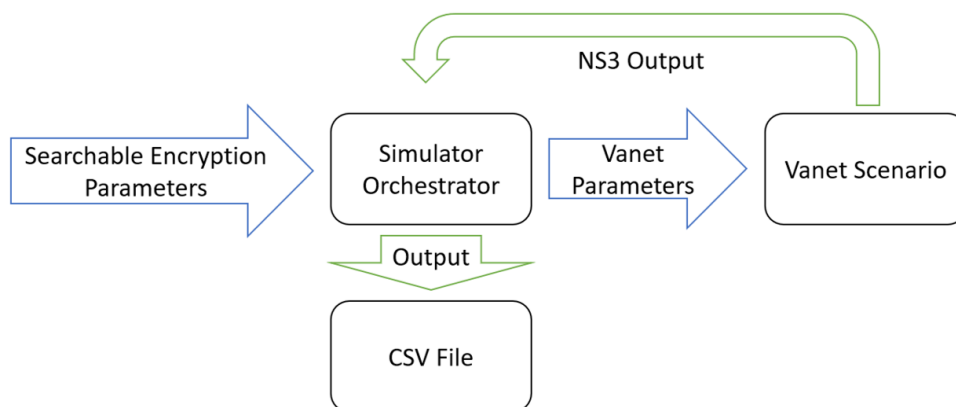 NS3 Output
Searchable Encryption
Parameters
Simulator
Orchestrator
Vanet
Parameters
Vanet Scenario
Output
CSV File